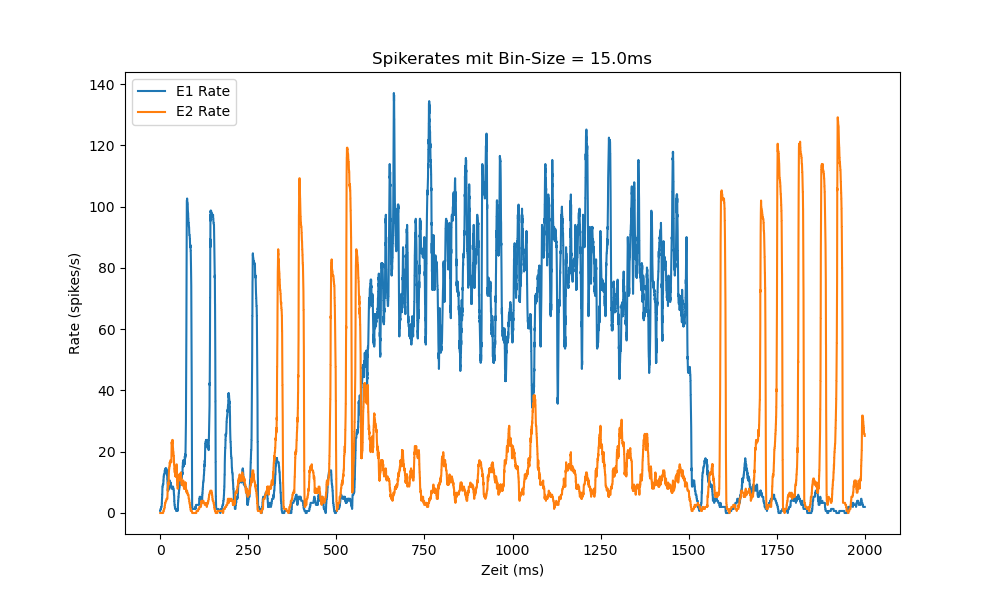 Spikerates mit Bin-Size = 15.0ms
E1 Rate
E2 Rate
Rate (spikes/s)
140
120
100
80
60
40
20
0
0 250 500 750 1000 1250 1500 1750 2000
Zeit (ms)